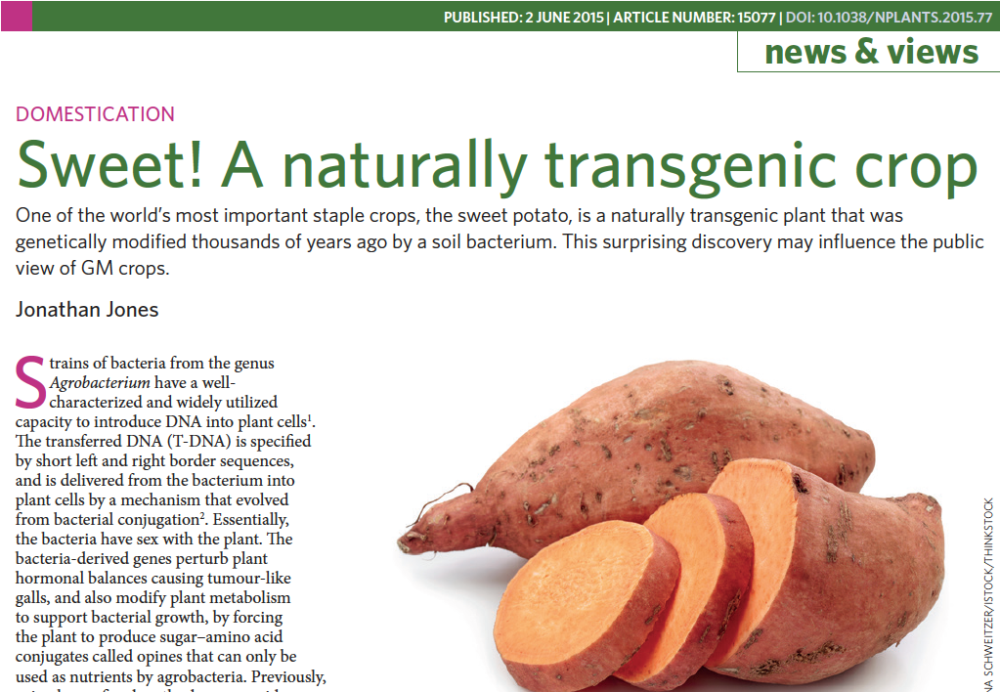 PUBLISHED: 2 JUNE 2015 | ARTICLE NUMBER: 15077 | DOI: 10.1038/NPLANTS.2015.77
news & views
DOMESTICATION
Sweet! A naturally transgenic crop
One of the world's most important staple crops, the sweet potato, is a naturally transgenic plant that was
genetically modified thousands of years ago by a soil bacterium. This surprising discovery may influence the public
view of GM crops.
Jonathan Jones
Strains of bacteria from the genus
Agrobacterium have a well-
characterized and widely utilized
capacity to introduce DNA into plant cells¹.
The transferred DNA (T-DNA) is specified
by short left and right border sequences,
and is delivered from the bacterium into
plant cells by a mechanism that evolved
from bacterial conjugation². Essentially,
the bacteria have sex with the plant. The
bacteria-derived genes perturb plant
hormonal balances causing tumour-like
galls, and also modify plant metabolism
to support bacterial growth, by forcing
the plant to produce sugar–amino acid
conjugates called opines that can only be
used as nutrients by agrobacteria. Previously,
NA SCHWEITZER/ISTOCK/THINKSTOCK